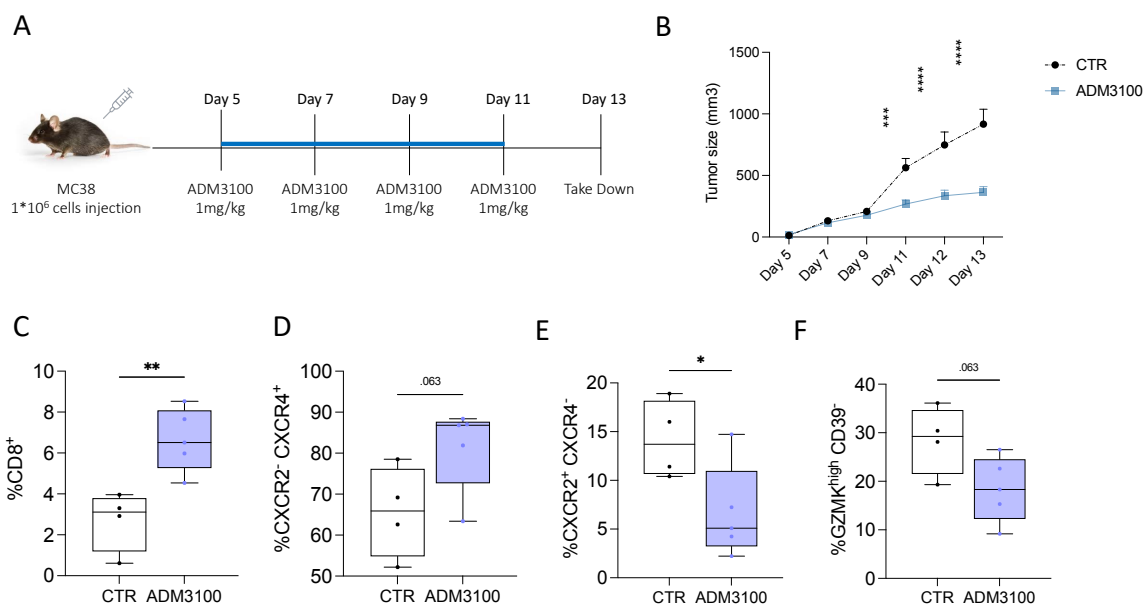 A
Day 5 Day 7 Day 9 Day 11 Day 13
MC38
1*10⁶ cells injection
ADM3100
1mg/kg
ADM3100
1mg/kg
ADM3100
1mg/kg
ADM3100
1mg/kg
Take Down
B
Tumor size (mm3)
1500
1000
500
0
***
****
****
CTR
ADM3100
Day 5 Day 7 Day 9 Day 11 Day 12 Day 13
C
%CD8⁺
10
8
6
4
2
0
**
CTR ADM3100
D
%CXCR2⁻ CXCR4⁺
100
90
80
70
60
50
.063
CTR ADM3100
E
%CXCR2⁺ CXCR4⁻
20
15
10
5
0
*
CTR ADM3100
F
%GZMKʰⁱᵍʰ CD39⁻
40
30
20
10
0
.063
CTR ADM3100